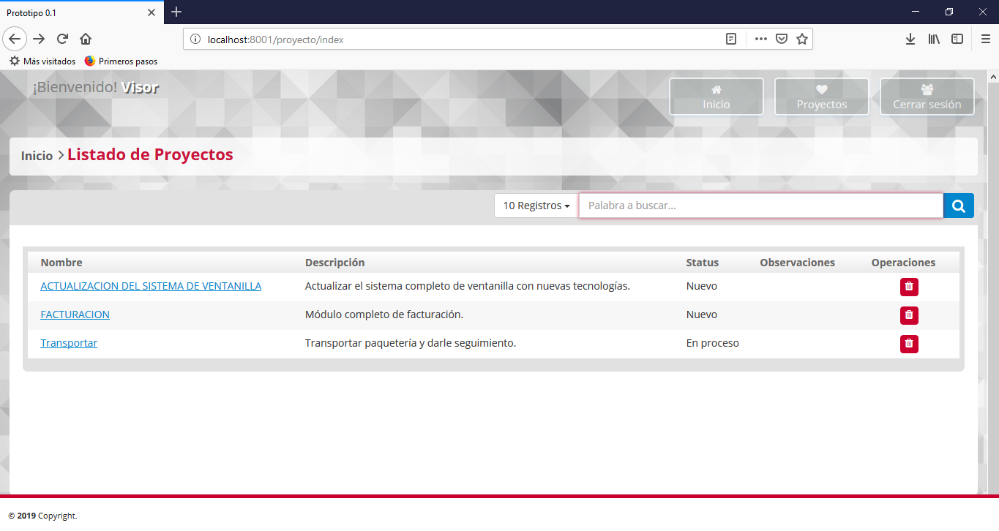 Prototipo 0.1
localhost:8001/proyecto/index
Más visitados Primeros pasos
¡Bienvenido! Visor
Inicio Proyectos Cerrar sesión
Inicio > Listado de Proyectos
10 Registros Palabra a buscar...
Nombre Descripción Status Observaciones Operaciones
ACTUALIZACION DEL SISTEMA DE VENTANILLA Actualizar el sistema completo de ventanilla con nuevas tecnologías. Nuevo
FACTURACION Módulo completo de facturación. Nuevo
Transportar Transportar paquetería y darle seguimiento. En proceso
© 2019 Copyright.